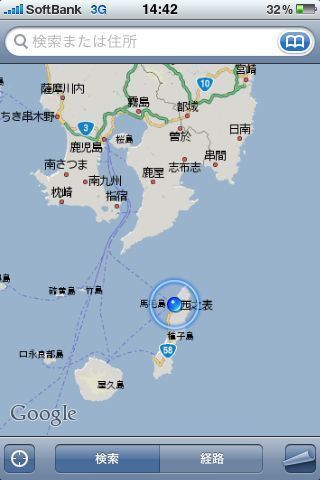 SoftBank 3G 14:42 32%
検索または住所
宮崎
10
薩摩川内
霧島
都城
ちき串木野
3
桜島
曽於
日南
鹿児島
志布志
串間
南さつま
鹿屋
南九州
枕崎
指宿
硫黄島
竹島
馬毛島
西之表
種子島
58
口永良部島
屋久島
Google
検索
経路